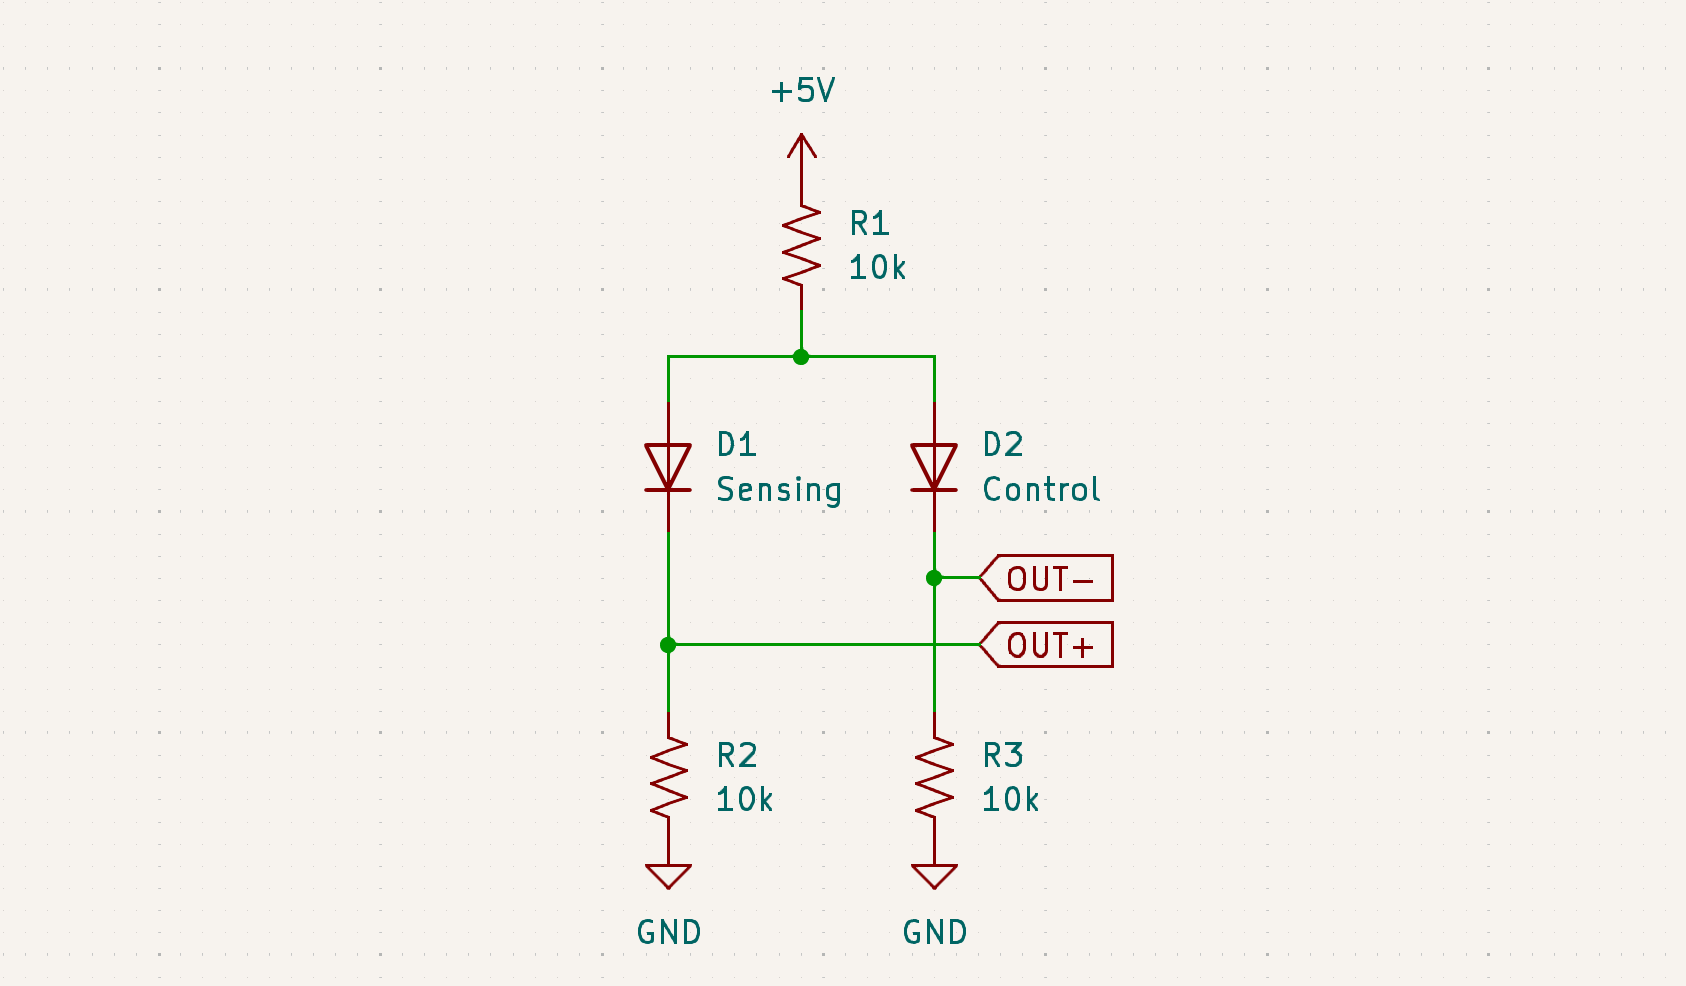 +5V
R1
10k
D1
Sensing
D2
Control
OUT-
OUT+
R2
10k
R3
10k
GND
GND